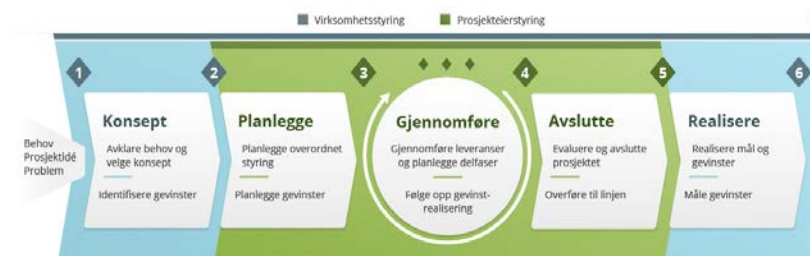 Virksomhetsstyring
Prosjekteierstyring
1
2
3
4
5
6
Behov
Prosjektidé
Problem
Konsept
Avklare behov og
velge konsept
Identifisere gevinster
Planlegge
Planlegge overordnet
styring
Planlegge gevinster
Gjennomføre
Gjennomføre leveranser
og planlegge delfaser
Følge opp gevinst-
realisering
Avslutte
Evaluere og avslutte
prosjektet
Overføre til linjen
Realisere
Realisere mål og
gevinster
Måle gevinster